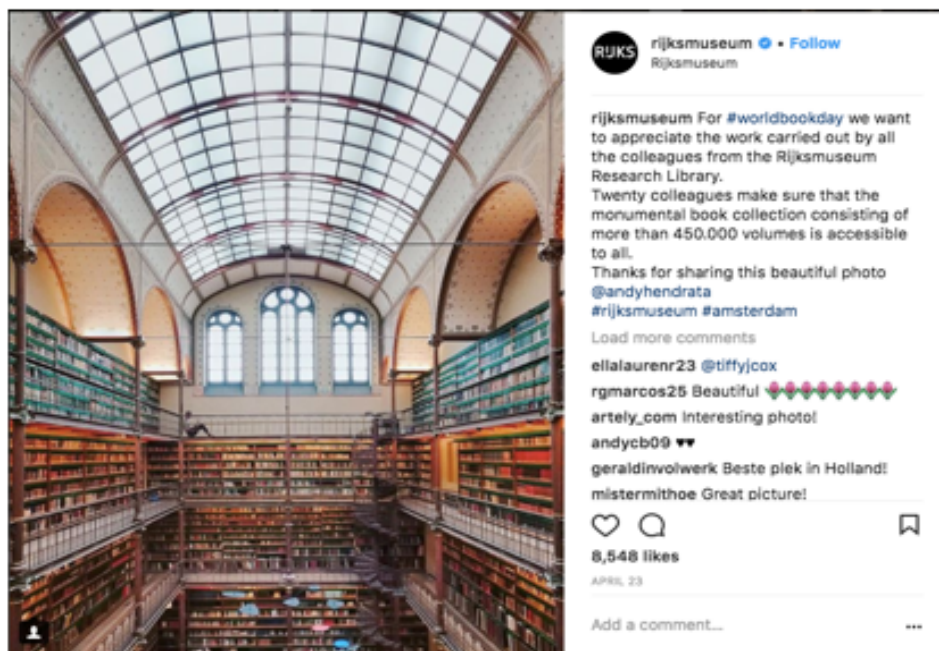 RIJKS
rijksmuseum • Follow
Rijksmuseum
rijksmuseum For #worldbookday we want
to appreciate the work carried out by all
the colleagues from the Rijksmuseum
Research Library.
Twenty colleagues make sure that the
monumental book collection consisting of
more than 450.000 volumes is accessible
to all.
Thanks for sharing this beautiful photo
@andyhendrata
#rijksmuseum #amsterdam
Load more comments
ellalaurenr23 @tiffyjcox
rgmarcos25 Beautiful 🌷🌷🌷🌷🌷🌷🌷🌷
artely_com Interesting photo!
andycb09 ♥♥
geraldinvolwerk Beste plek in Holland!
mistermithoe Great picture!
8,548 likes
APRIL 23
Add a comment...